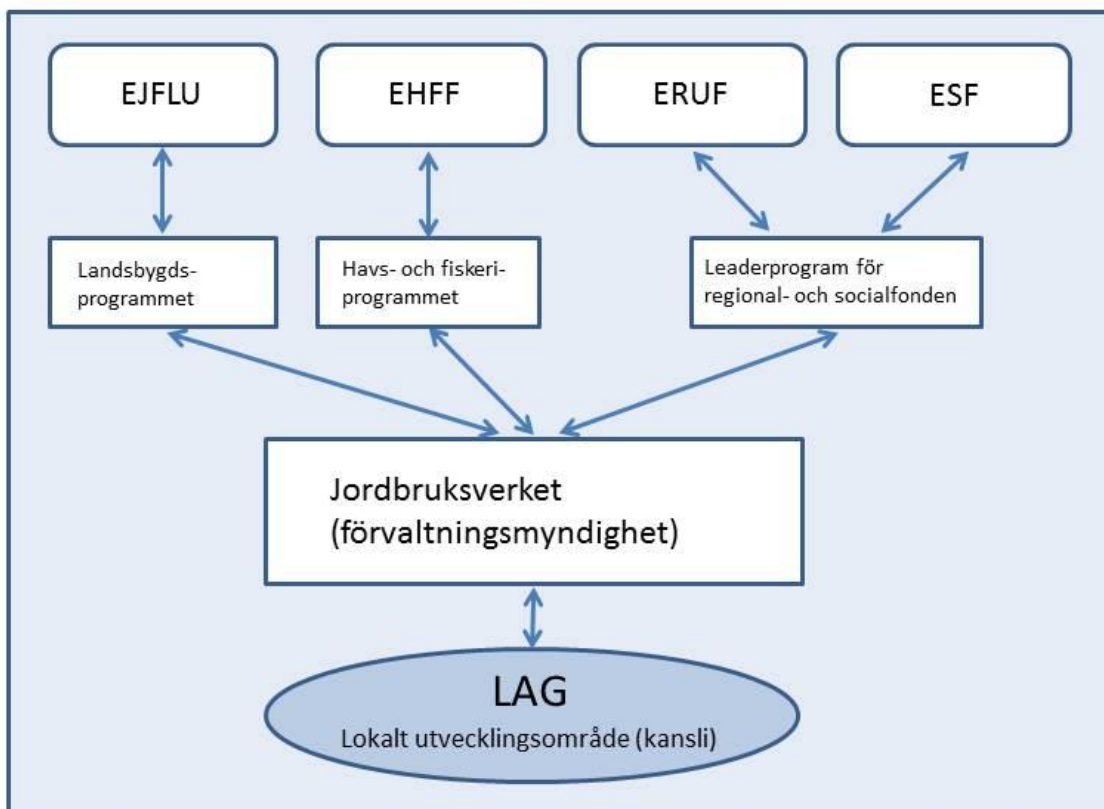 EJFLU
EHFF
ERUF
ESF
Landsbygds-
programmet
Havs- och fiskeri-
programmet
Leaderprogram för
regional- och socialfonden
Jordbruksverket
(förvaltningsmyndighet)
LAG
Lokalt utvecklingsområde (kansli)